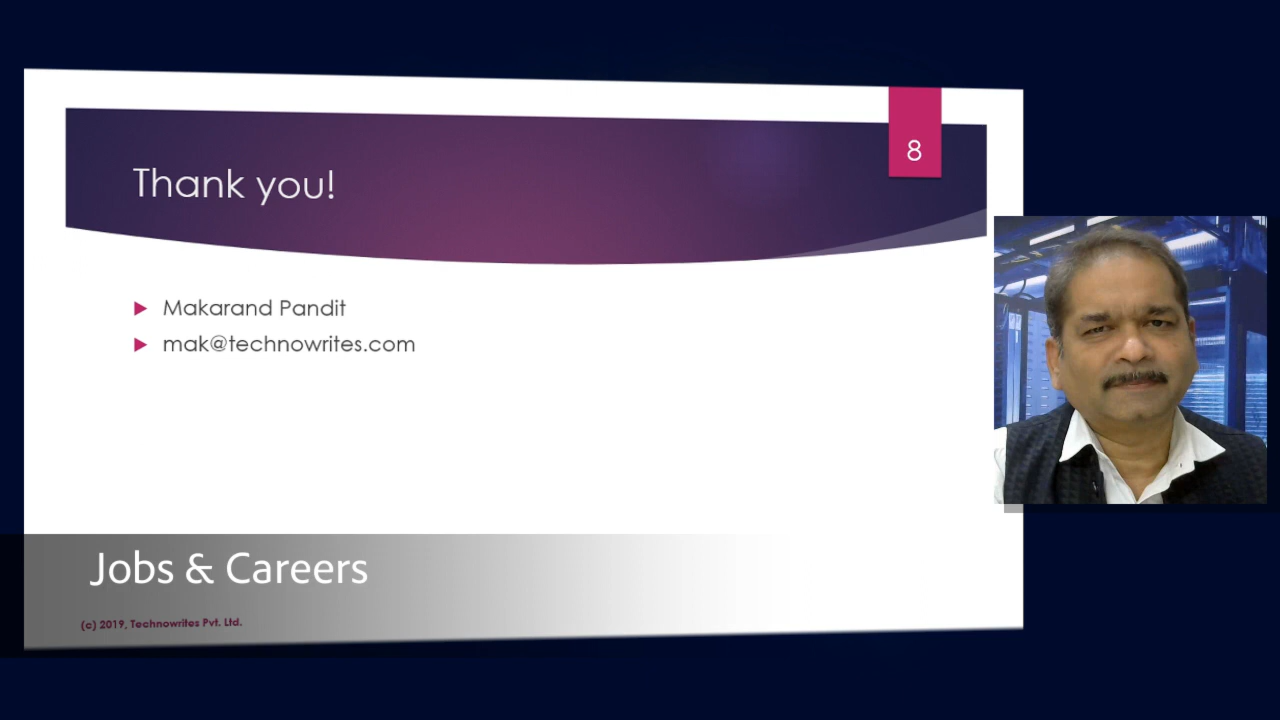 8
Thank you!
Makarand Pandit
mak@technowrites.com
Jobs & Careers
(c) 2019, Technowrites Pvt. Ltd.